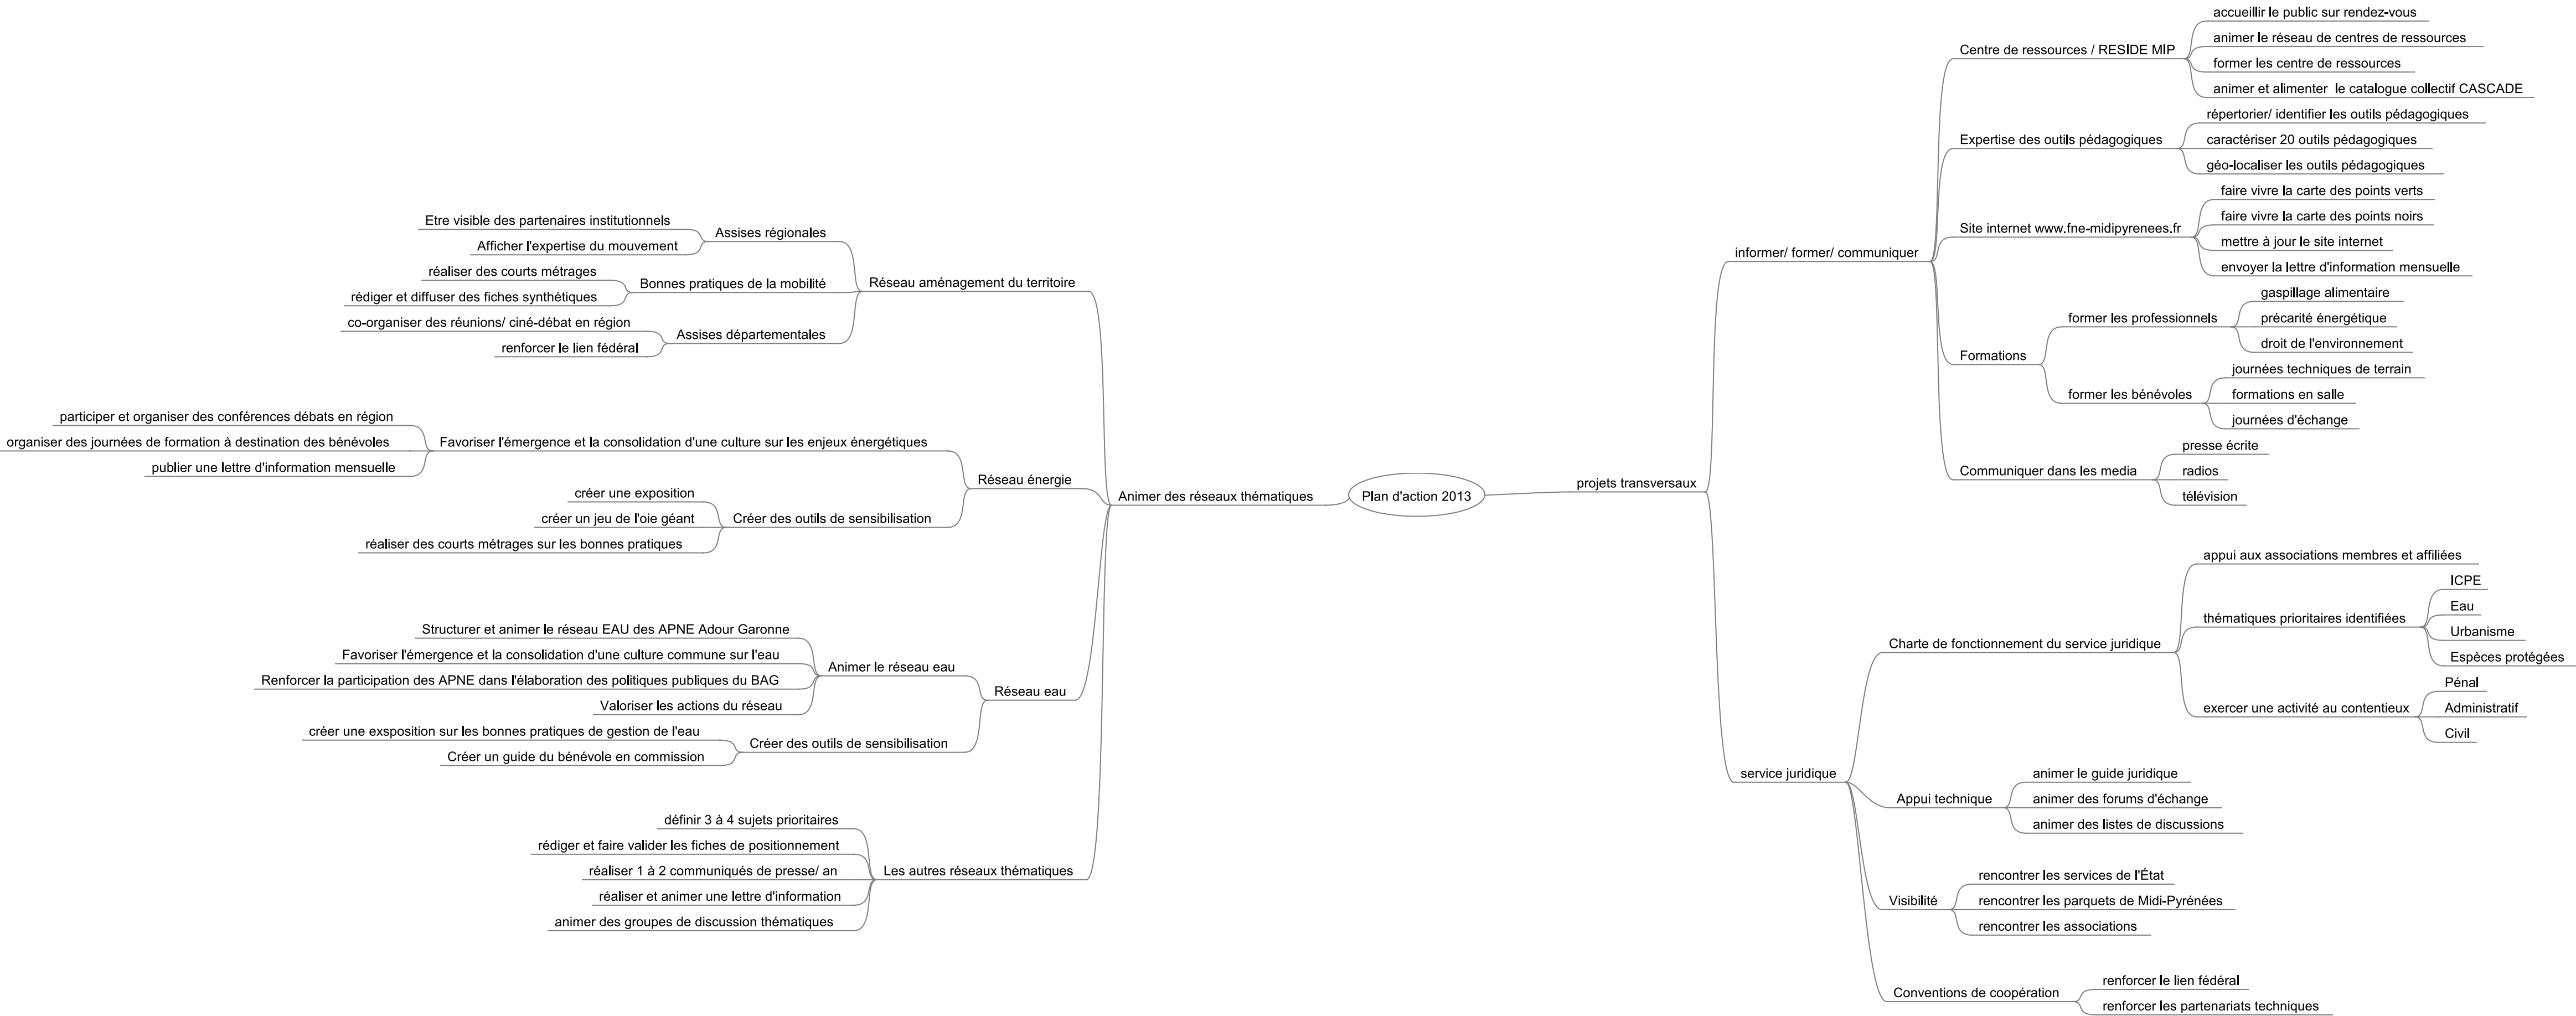 Plan d'action 2013
Animer des réseaux thématiques
Réseau aménagement du territoire
Assises régionales
Etre visible des partenaires institutionnels
Afficher l'expertise du mouvement
Bonnes pratiques de la mobilité
réaliser des courts métrages
rédiger et diffuser des fiches synthétiques
Assises départementales
co-organiser des réunions/ ciné-débat en région
renforcer le lien fédéral
Réseau énergie
Favoriser l'émergence et la consolidation d'une culture sur les enjeux énergétiques
participer et organiser des conférences débats en région
organiser des journées de formation à destination des bénévoles
publier une lettre d'information mensuelle
Créer des outils de sensibilisation
créer une exposition
créer un jeu de l'oie géant
réaliser des courts métrages sur les bonnes pratiques
Réseau eau
Animer le réseau eau
Structurer et animer le réseau EAU des APNE Adour Garonne
Favoriser l'émergence et la consolidation d'une culture commune sur l'eau
Renforcer la participation des APNE dans l'élaboration des politiques publiques du BAG
Valoriser les actions du réseau
Créer des outils de sensibilisation
créer une exsposition sur les bonnes pratiques de gestion de l'eau
Créer un guide du bénévole en commission
Les autres réseaux thématiques
définir 3 à 4 sujets prioritaires
rédiger et faire valider les fiches de positionnement
réaliser 1 à 2 communiqués de presse/ an
réaliser et animer une lettre d'information
animer des groupes de discussion thématiques
projets transversaux
informer/ former/ communiquer
Centre de ressources / RESIDE MIP
accueillir le public sur rendez-vous
animer le réseau de centres de ressources
former les centre de ressources
animer et alimenter  le catalogue collectif CASCADE
Expertise des outils pédagogiques
répertorier/ identifier les outils pédagogiques
caractériser 20 outils pédagogiques
géo-localiser les outils pédagogiques
Site internet www.fne-midipyrenees.fr
faire vivre la carte des points verts
faire vivre la carte des points noirs
mettre à jour le site internet
envoyer la lettre d'information mensuelle
Formations
former les professionnels
gaspillage alimentaire
précarité énergétique
droit de l'environnement
former les bénévoles
journées techniques de terrain
formations en salle
journées d'échange
Communiquer dans les media
presse écrite
radios
télévision
service juridique
Charte de fonctionnement du service juridique
appui aux associations membres et affiliées
thématiques prioritaires identifiées
ICPE
Eau
Urbanisme
Espèces protégées
exercer une activité au contentieux
Pénal
Administratif
Civil
Appui technique
animer le guide juridique
animer des forums d'échange
animer des listes de discussions
Visibilité
rencontrer les services de l'État
rencontrer les parquets de Midi-Pyrénées
rencontrer les associations
Conventions de coopération
renforcer le lien fédéral
renforcer les partenariats techniques